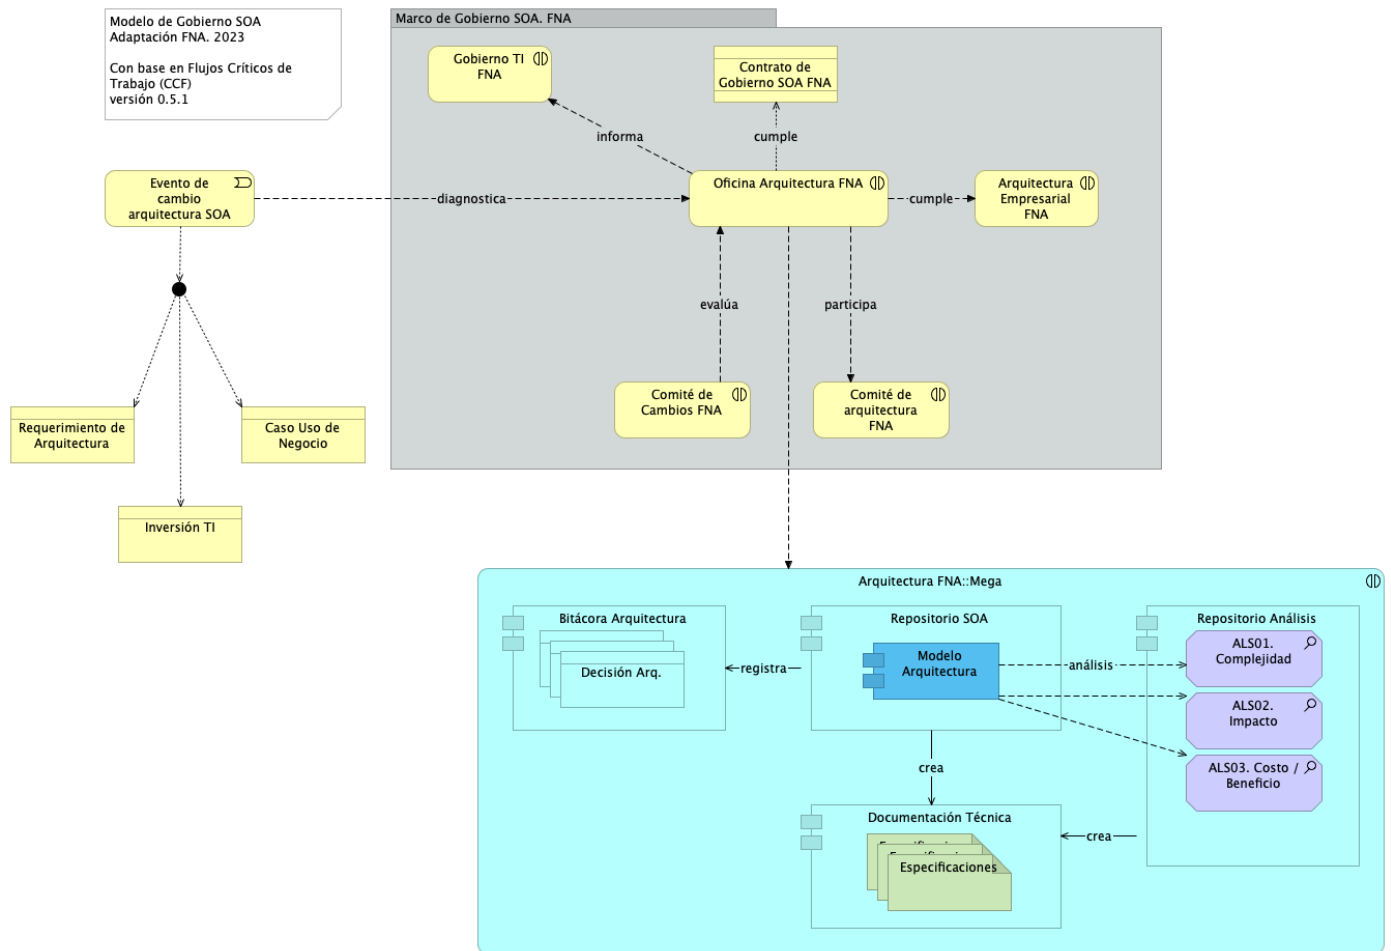 Modelo de Gobierno SOA
Adaptación FNA. 2023
Con base en Flujos Críticos de
Trabajo (CCF)
versión 0.5.1
Marco de Gobierno SOA. FNA
Gobierno TI
FNA
Contrato de
Gobierno SOA FNA
informa
cumple
Evento de
cambio
arquitectura SOA
diagnostica
Oficina Arquitectura FNA
cumple
Arquitectura
Empresarial
FNA
evalúa
participa
Comité de
Cambios FNA
Comité de
arquitectura
FNA
Requerimiento de
Arquitectura
Caso Uso de
Negocio
Inversión TI
Arquitectura FNA::Mega
Bitácora Arquitectura
Decisión Arq.
registra
Repositorio SOA
Modelo
Arquitectura
análisis
Repositorio Análisis
ALS01.
Complejidad
ALS02.
Impacto
ALS03. Costo /
Beneficio
crea
Documentación Técnica
Especificaciones
crea